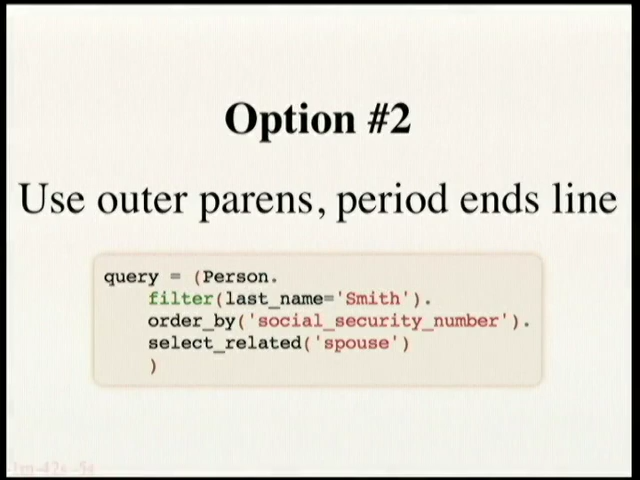 Option #2
Use outer parens, period ends line
query = (Person.
    filter(last_name='Smith').
    order_by('social_security_number').
    select_related('spouse')
    )